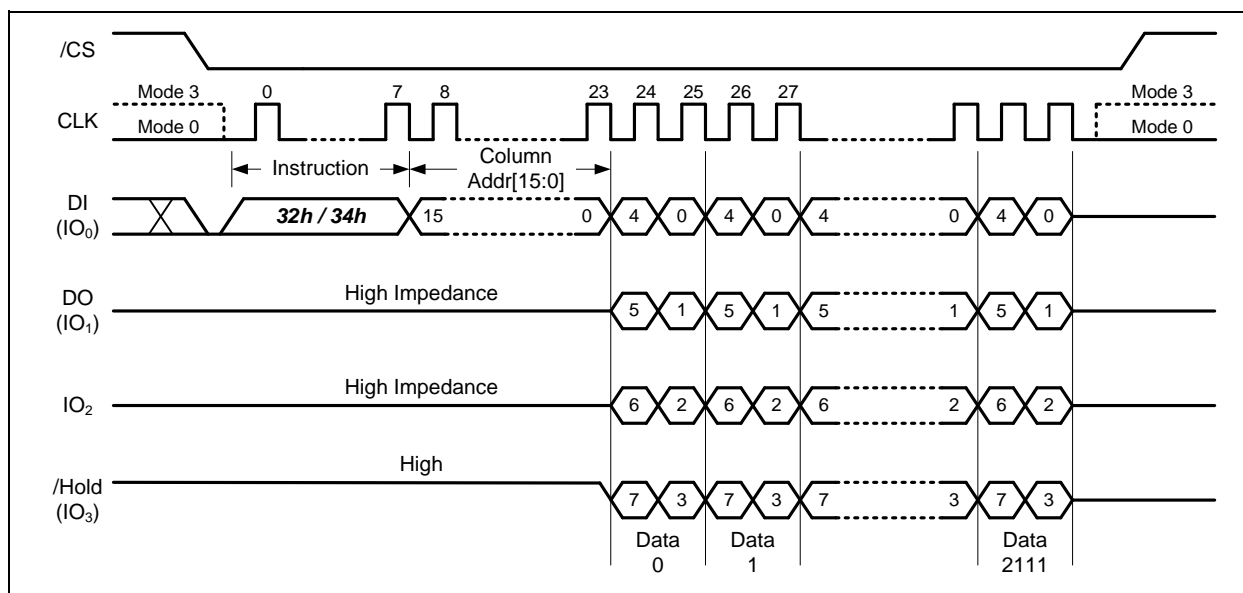 /CS
Mode 3 0 7 8 23 24 25 26 27 Mode 3
CLK
Mode 0 Mode 0
Instruction Column
Addr[15:0]
DI
(IO₀)
32h / 34h 15 0 4 0 4 0 4 0 4 0
High Impedance
DO
(IO₁)
5 1 5 1 5 1 5 1
High Impedance
IO₂ 6 2 6 2 6 2 6 2
High
/Hold
(IO₃)
7 3 7 3 7 3 7 3
Data Data Data
0 1 2111